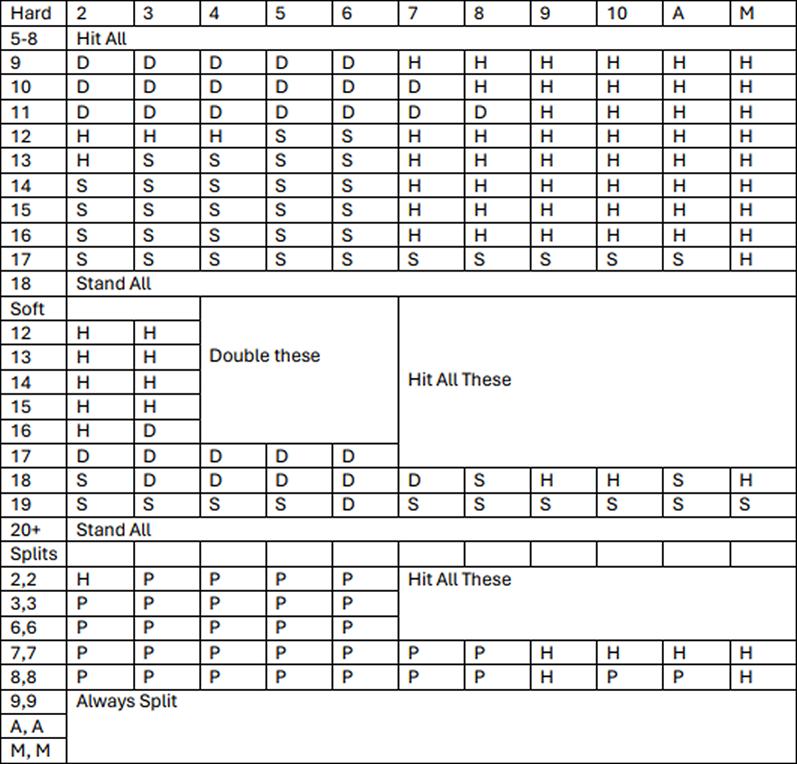 Hard 2 3 4 5 6 7 8 9 10 A M
5-8 Hit All
9 D D D D D H H H H H H
10 D D D D D D H H H H H
11 D D D D D D D H H H H
12 H H H S S H H H H H H
13 H S S S S H H H H H H
14 S S S S S H H H H H H
15 S S S S S H H H H H H
16 S S S S S H H H H H H
17 S S S S S S S S S S H
18 Stand All
Soft
12 H H
13 H H Double these
14 H H Hit All These
15 H H
16 H D
17 D D D D D
18 S D D D D D S H H S H
19 S S S S D S S S S S S
20+ Stand All
Splits
2,2 H P P P P Hit All These
3,3 P P P P P
6,6 P P P P P
7,7 P P P P P P P H H H H
8,8 P P P P P P P H P P H
9,9 Always Split
A, A
M, M